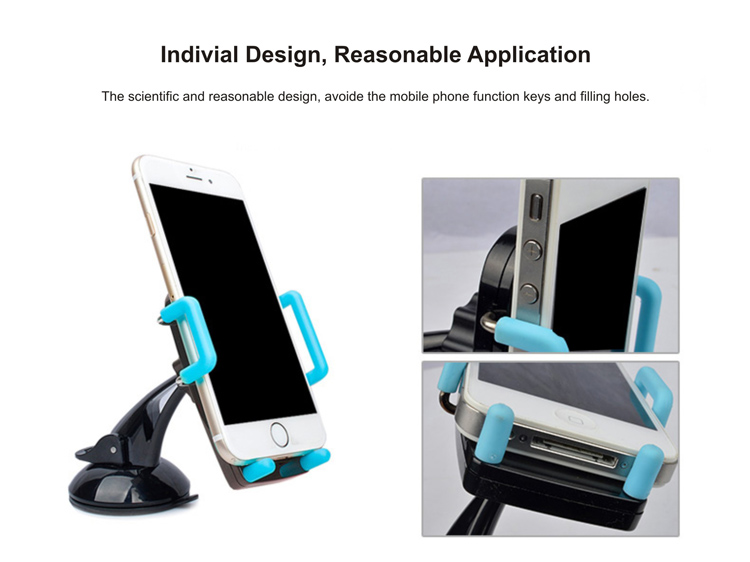 Indivial Design, Reasonable Application
The scientific and reasonable design, avoide the mobile phone function keys and filling holes.